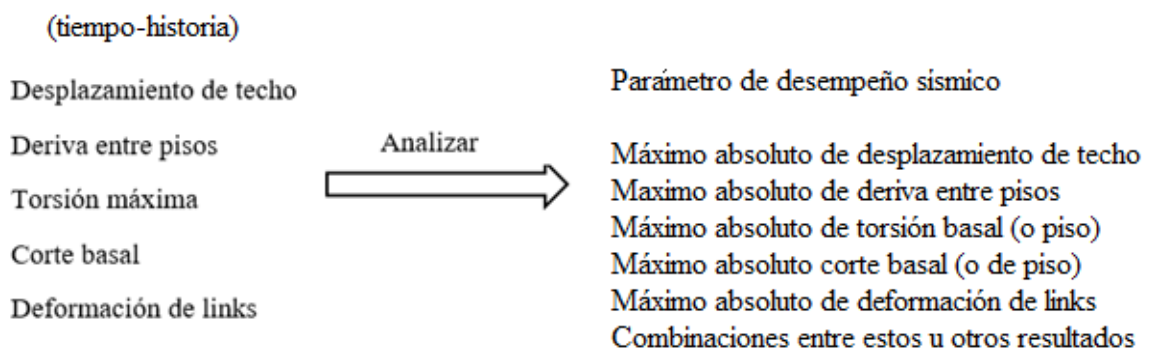 (tiempo-historia)
Desplazamiento de techo
Deriva entre pisos
Torsión máxima
Corte basal
Deformación de links
Analizar
Parámetro de desempeño sísmico
Máximo absoluto de desplazamiento de techo
Maximo absoluto de deriva entre pisos
Máximo absoluto de torsión basal (o piso)
Máximo absoluto corte basal (o de piso)
Máximo absoluto de deformación de links
Combinaciones entre estos u otros resultados